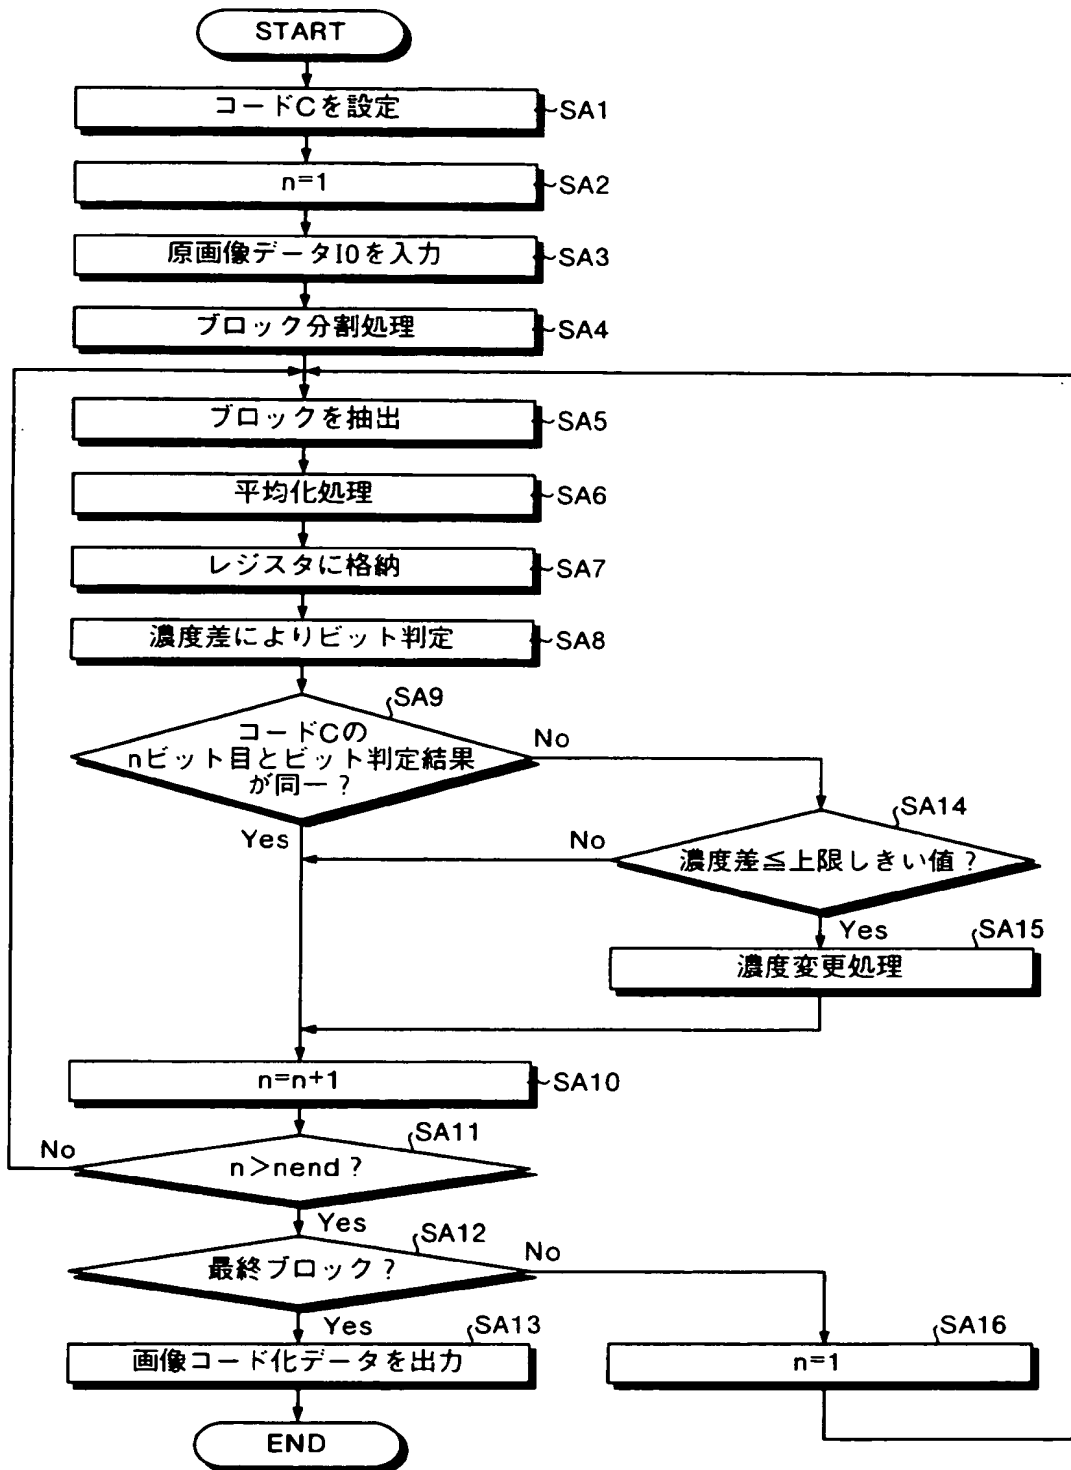 START
コードCを設定
SA1
n=1
SA2
原画像データI0を入力
SA3
ブロック分割処理
SA4
ブロックを抽出
SA5
平均化処理
SA6
レジスタに格納
SA7
濃度差によりビット判定
SA8
SA9
コードCの
nビット目とビット判定結果
が同一?
No
Yes
SA14
No
濃度差≦上限しきい値?
Yes
SA15
濃度変更処理
n=n+1
SA10
SA11
No
n>nend?
Yes
SA12
No
最終ブロック?
Yes
SA13
画像コード化データを出力
SA16
n=1
END